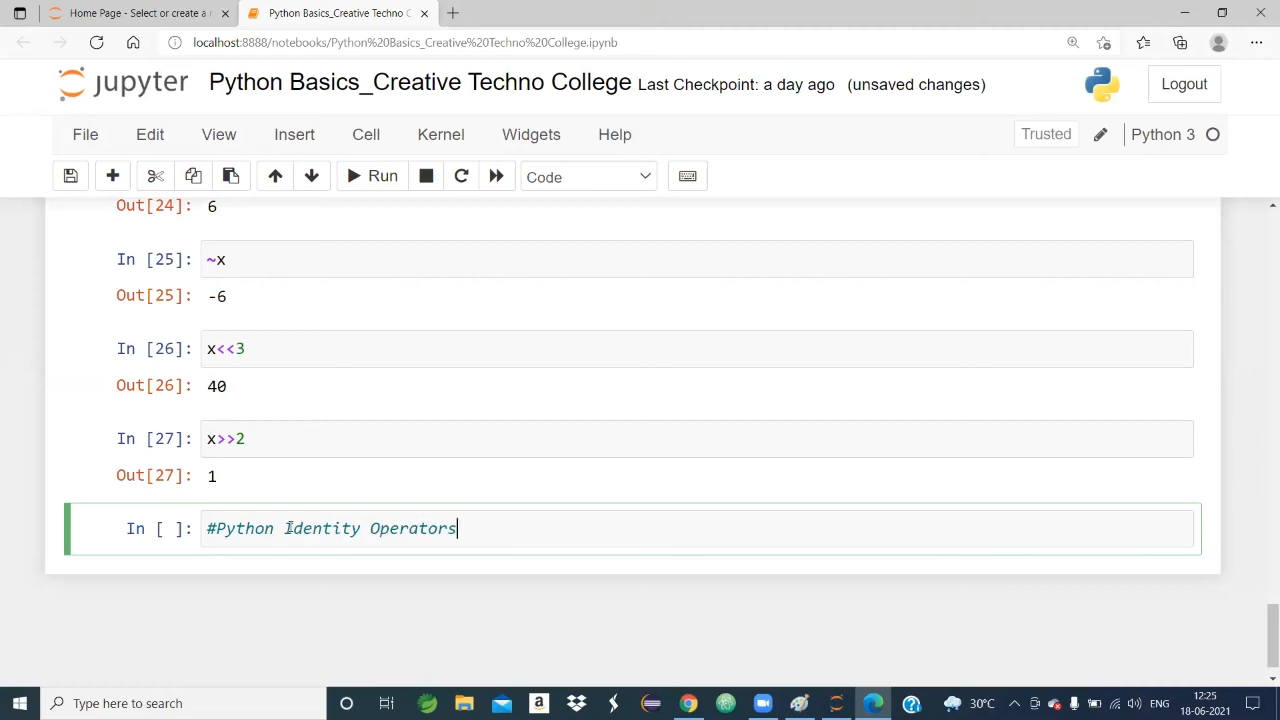 Home Page - Select or create a
Python Basics_Creative Techno C
localhost:8888/notebooks/Python%20Basics_Creative%20Techno%20College.ipynb
jupyter Python Basics_Creative Techno College Last Checkpoint: a day ago (unsaved changes) Logout
File Edit View Insert Cell Kernel Widgets Help Trusted Python 3
Run Code
Out[24]: 6
In [25]: ~x
Out[25]: -6
In [26]: x<<3
Out[26]: 40
In [27]: x>>2
Out[27]: 1
In [ ]: #Python Identity Operators
Type here to search
30°C ENG 12:25
18-06-2021